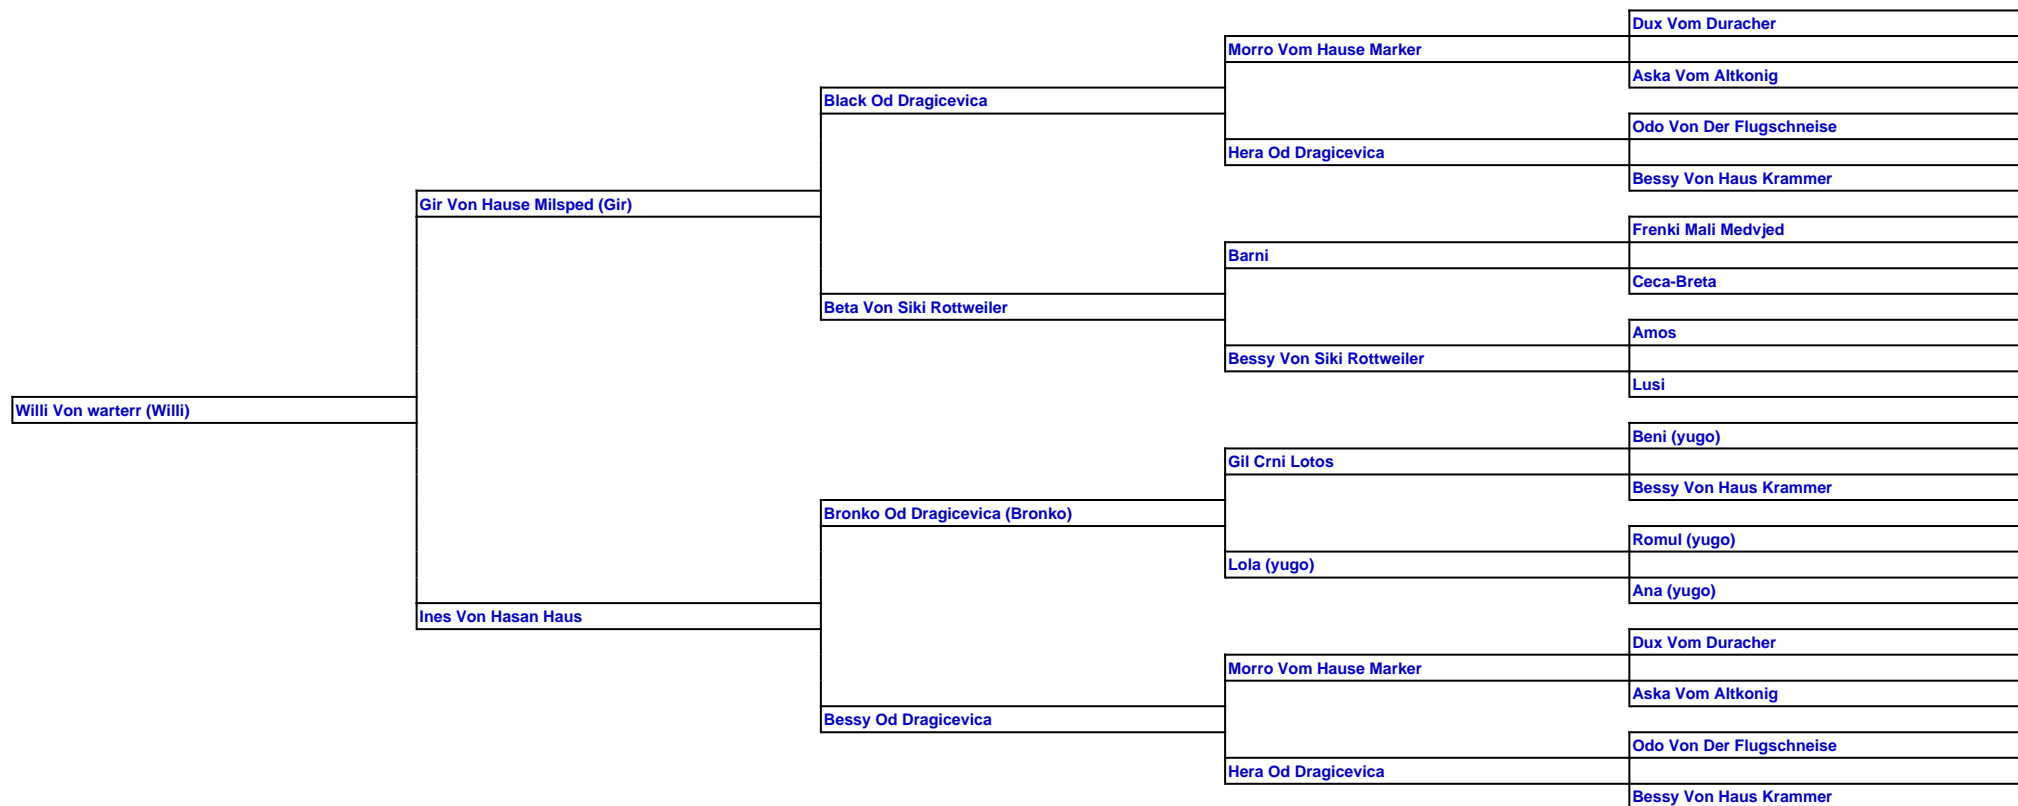 Dux Vom Duracher
Morro Vom Hause Marker
Aska Vom Altkonig
Black Od Dragicevica
Odo Von Der Flugschneise
Hera Od Dragicevica
Bessy Von Haus Krammer
Gir Von Hause Milsped (Gir)
Frenki Mali Medvjed
Barni
Ceca-Breta
Beta Von Siki Rottweiler
Amos
Bessy Von Siki Rottweiler
Lusi
Willi Von warterr (Willi)
Beni (yugo)
Gil Crni Lotos
Bessy Von Haus Krammer
Bronko Od Dragicevica (Bronko)
Romul (yugo)
Lola (yugo)
Ana (yugo)
Ines Von Hasan Haus
Dux Vom Duracher
Morro Vom Hause Marker
Aska Vom Altkonig
Bessy Od Dragicevica
Odo Von Der Flugschneise
Hera Od Dragicevica
Bessy Von Haus Krammer